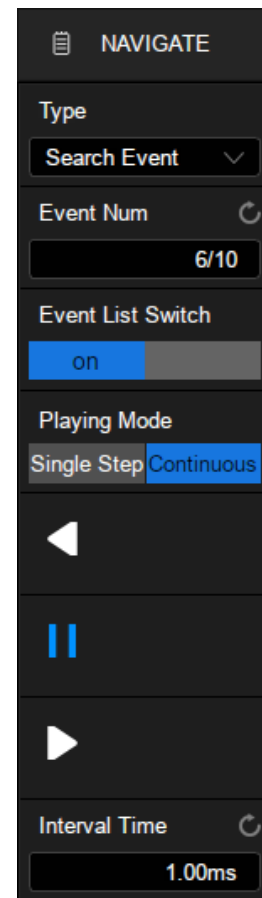 NAVIGATE
Type
Search Event
Event Num
6/10
Event List Switch
on
Playing Mode
Single Step Continuous
Interval Time
1.00ms